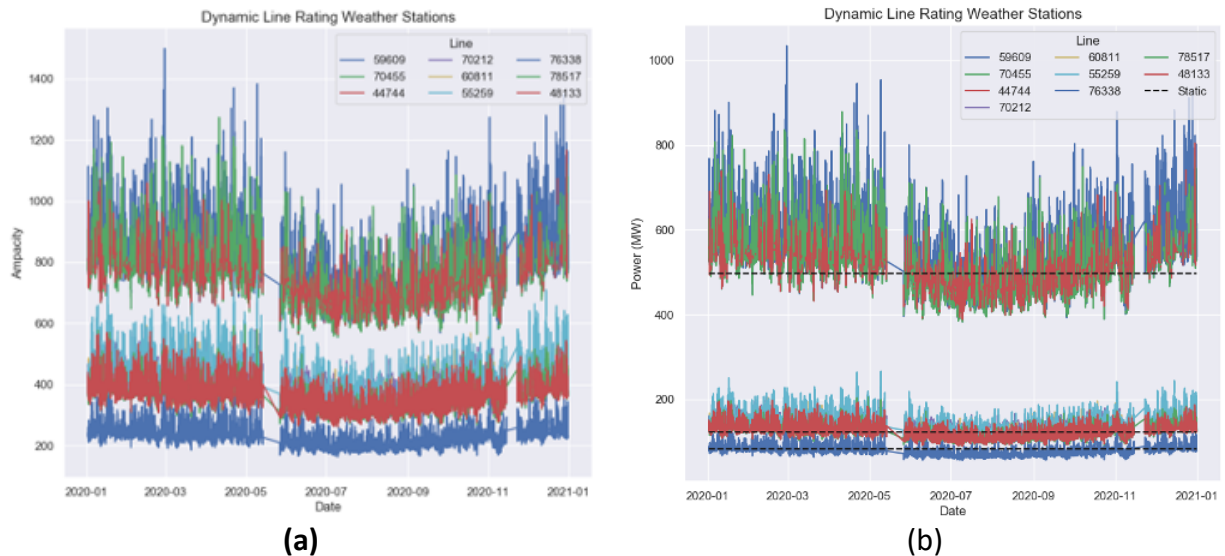 Dynamic Line Rating Weather Stations
Line
59609 70212 76338
70455 60811 78517
44744 55259 48133
1400
1200
1000
800
600
400
200
Ampacity
2020-01 2020-03 2020-05 2020-07 2020-09 2020-11 2021-01
Date
(a)
Dynamic Line Rating Weather Stations
Line
59609 60811 78517
70455 55259 48133
44744 76338 Static
70212
1000
800
600
400
200
Power (MW)
2020-01 2020-03 2020-05 2020-07 2020-09 2020-11 2021-01
Date
(b)